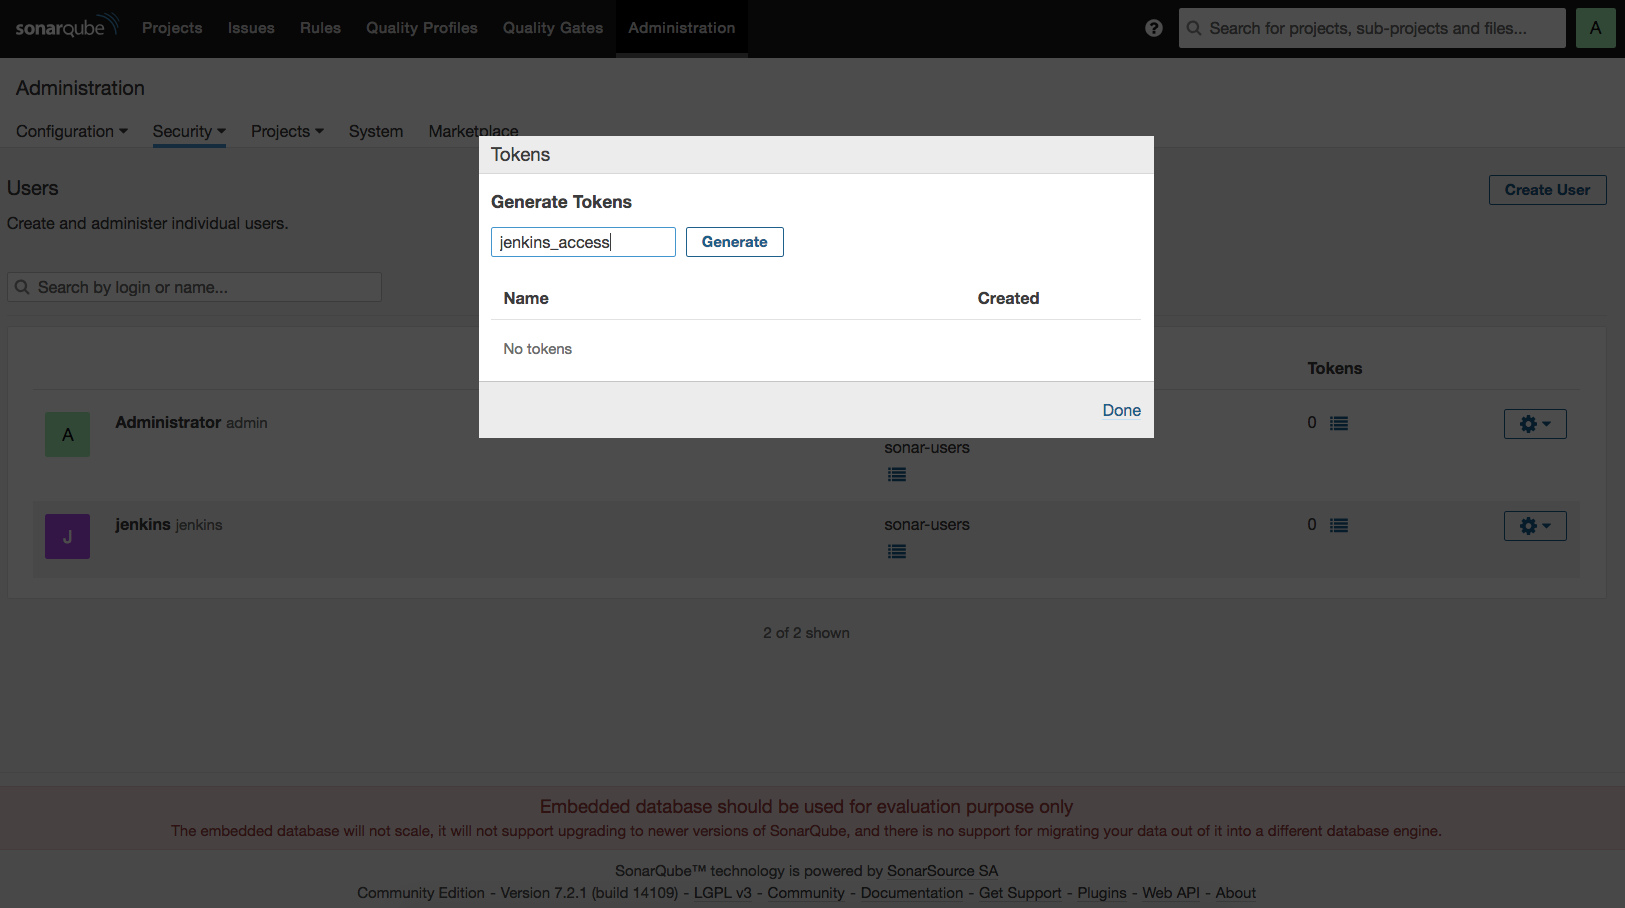 sonarqube Projects Issues Rules Quality Profiles Quality Gates Administration ? Search for projects, sub-projects and files... A
Administration
Configuration Security Projects System Marketplace
Tokens
Users
Create User
Generate Tokens
Create and administer individual users.
jenkins_access Generate
Search by login or name...
Name Created
No tokens
Tokens
Done
A Administrator admin 0
sonar-users
J jenkins jenkins sonar-users 0
2 of 2 shown
Embedded database should be used for evaluation purpose only
The embedded database will not scale, it will not support upgrading to newer versions of SonarQube, and there is no support for migrating your data out of it into a different database engine.
SonarQube™ technology is powered by SonarSource SA
Community Edition - Version 7.2.1 (build 14109) - LGPL v3 - Community - Documentation - Get Support - Plugins - Web API - About